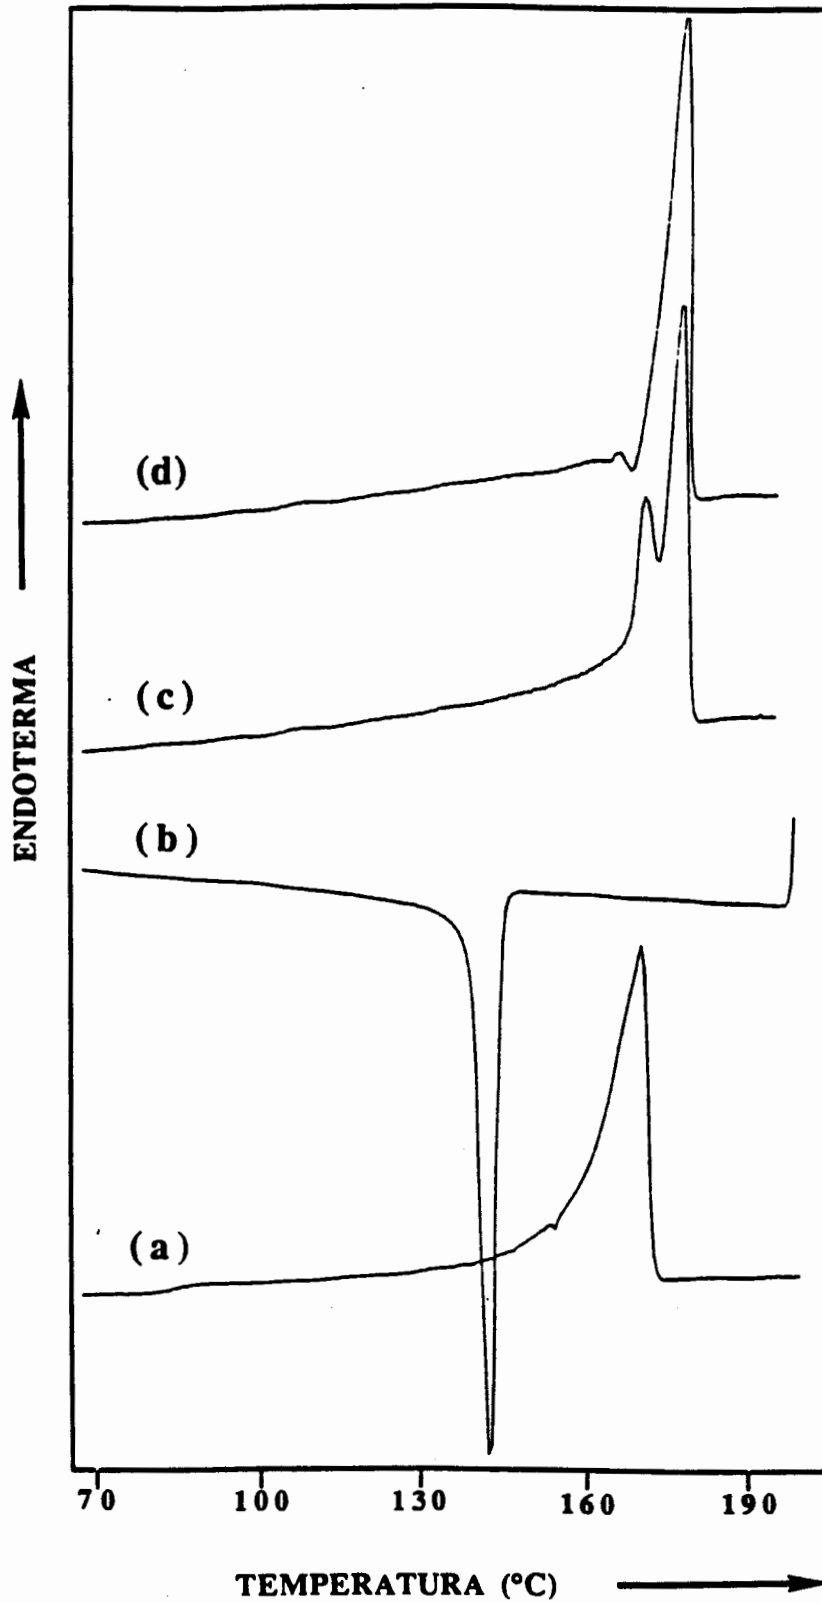 (d)
(c)
(b)
(a)
ENDOTERMA
70 100 130 160 190
TEMPERATURA (°C)